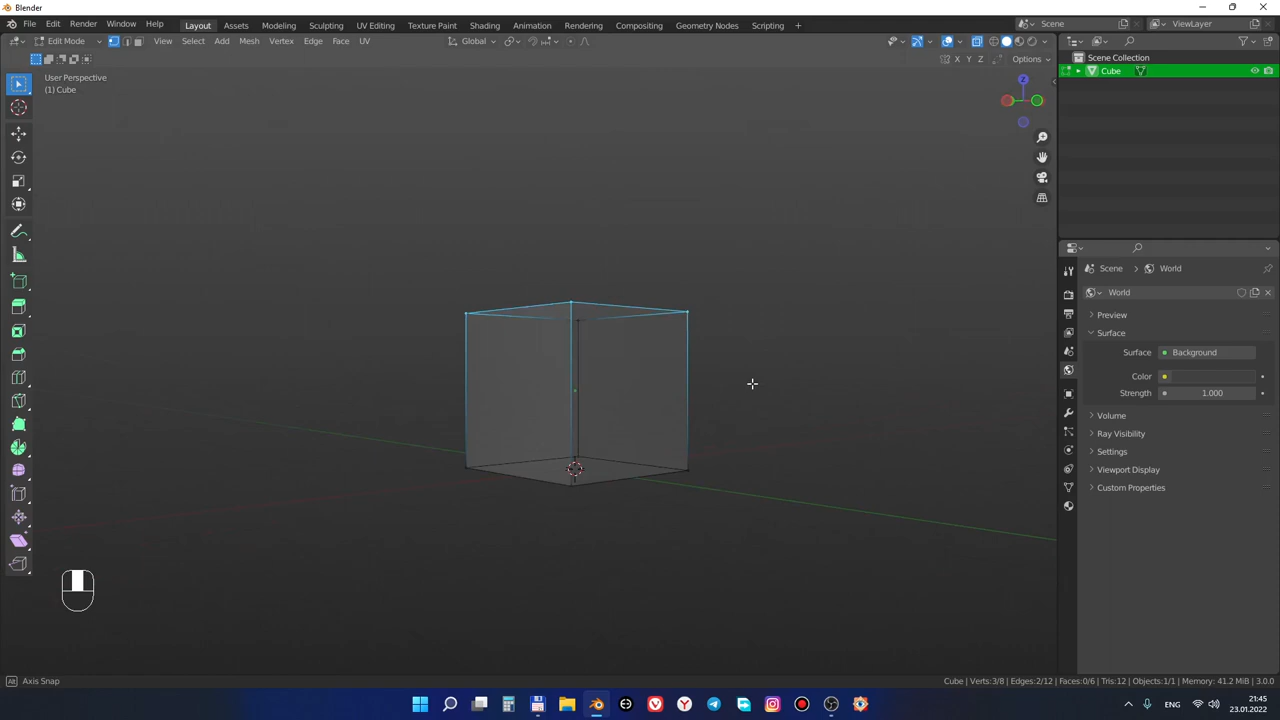 Blender
File Edit Render Window Help Layout Assets Modeling Sculpting UV Editing Texture Paint Shading Animation Rendering Compositing Geometry Nodes Scripting +
Scene
ViewLayer
Edit Mode View Select Add Mesh Vertex Edge Face UV
Global
X Y Z
Options
User Perspective
(1) Cube
Z
Scene Collection
Cube
Scene > World
World
Preview
Surface
Surface Background
Color
Strength 1.000
Volume
Ray Visibility
Settings
Viewport Display
Custom Properties
Alt Axis Snap
Cube | Verts:3/8 | Edges:2/12 | Faces:0/6 | Tris:12 | Objects:1/1 | Memory: 41.2 MiB | 3.0.0
ENG
21:45
23.01.2022